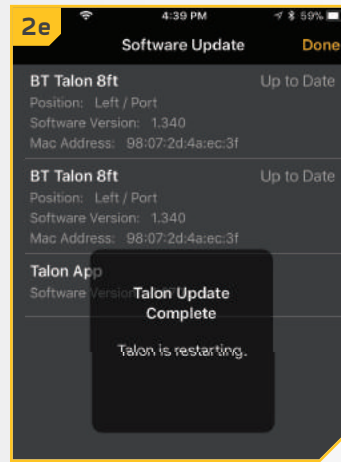 2e
4:39 PM
59%
Software Update
Done
BT Talon 8ft
Up to Date
Position: Left / Port
Software Version: 1.340
Mac Address: 98:07:2d:4a:ec:3f
BT Talon 8ft
Up to Date
Position: Left / Port
Software Version: 1.340
Mac Address: 98:07:2d:4a:ec:3f
Talon App
Software Version
Talon Update
Complete
Talon is restarting.